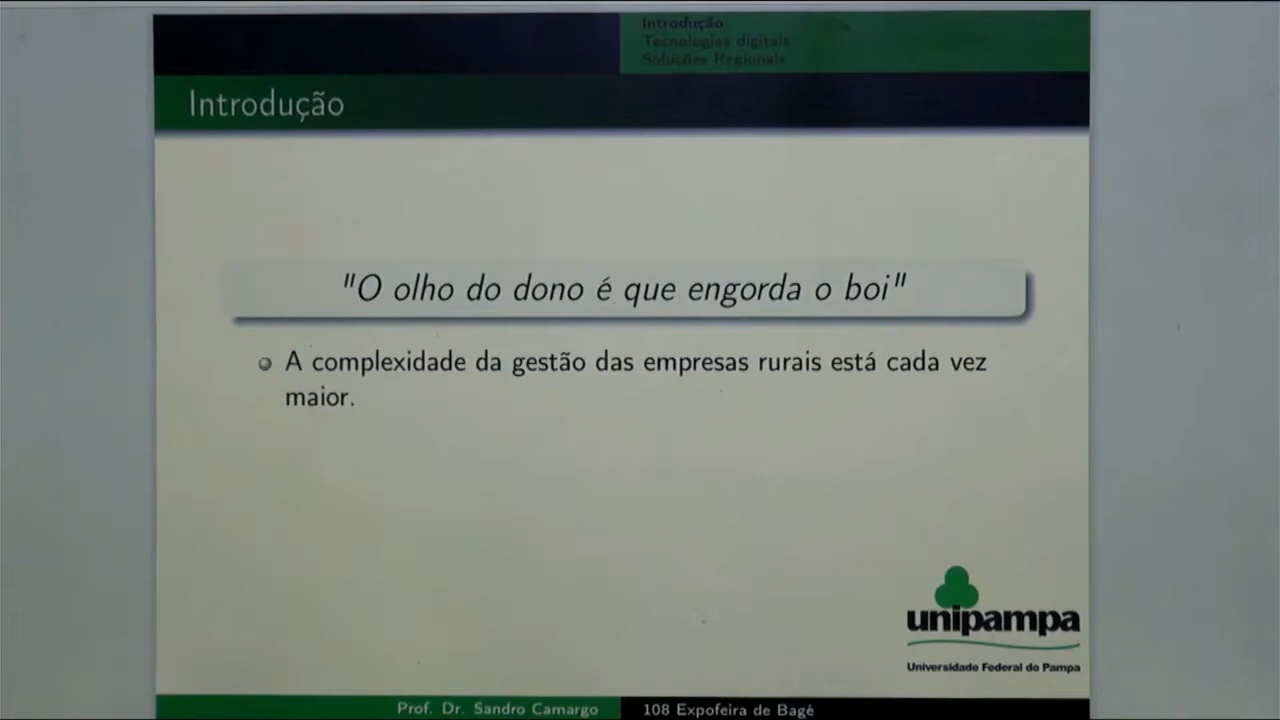 Introdução
Tecnologias digitais
Soluções Regionais
Introdução
"O olho do dono é que engorda o boi"
A complexidade da gestão das empresas rurais está cada vez
maior.
unipampa
Universidade Federal do Pampa
Prof. Dr. Sandro Camargo
108 Expofeira de Bagé